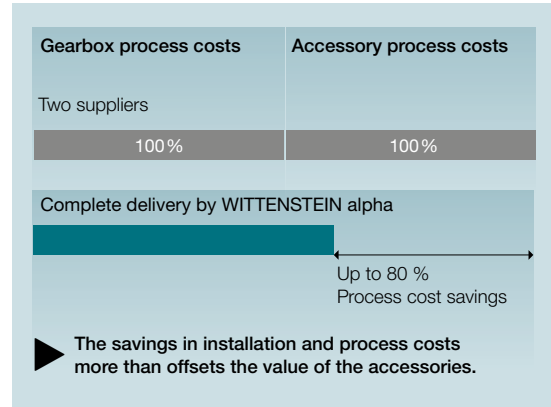 Gearbox process costs
Accessory process costs
Two suppliers
100 %
100 %
Complete delivery by WITTENSTEIN alpha
Up to 80 %
Process cost savings
The savings in installation and process costs
more than offsets the value of the accessories.